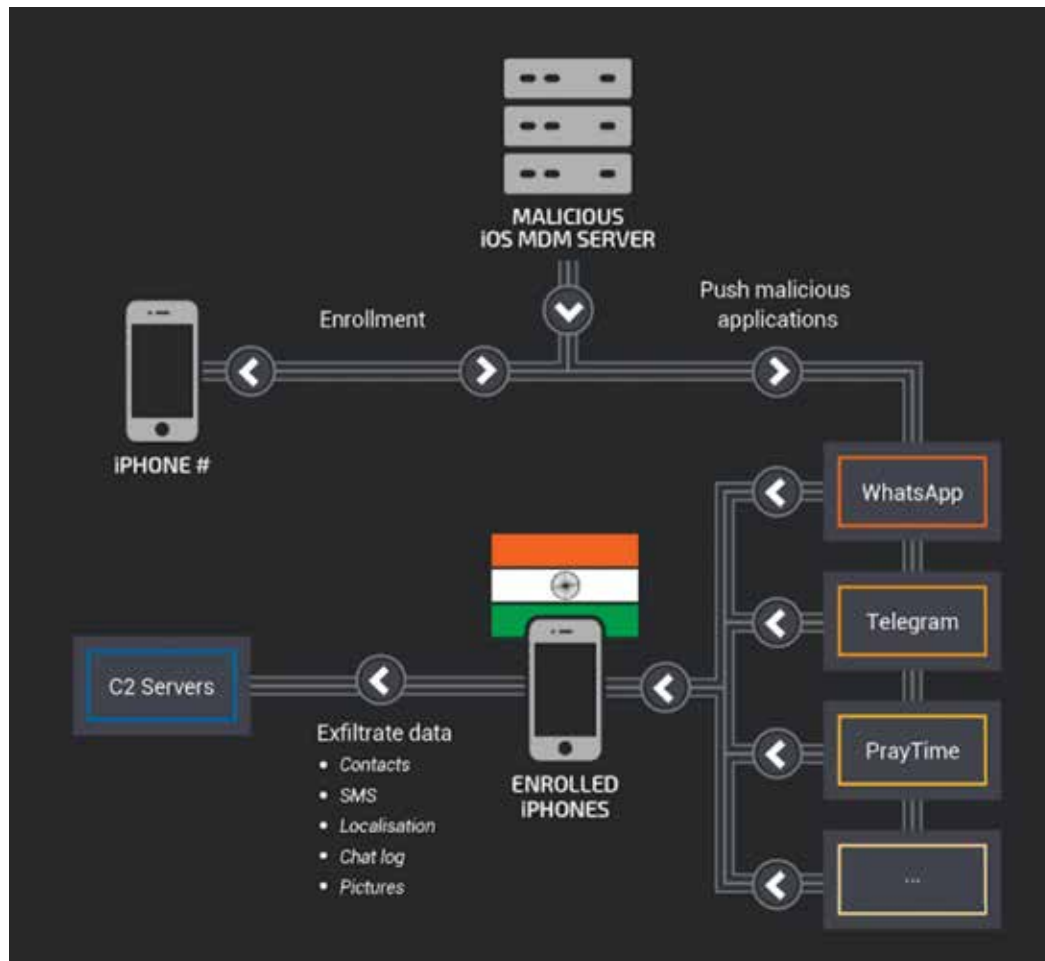 MALICIOUS
iOS MDM SERVER
Enrollment
Push malicious
applications
iPHONE #
WhatsApp
Telegram
C2 Servers
PrayTime
Exfiltrate data
• Contacts
• SMS
• Localisation
• Chat log
• Pictures
ENROLLED
iPHONES
...